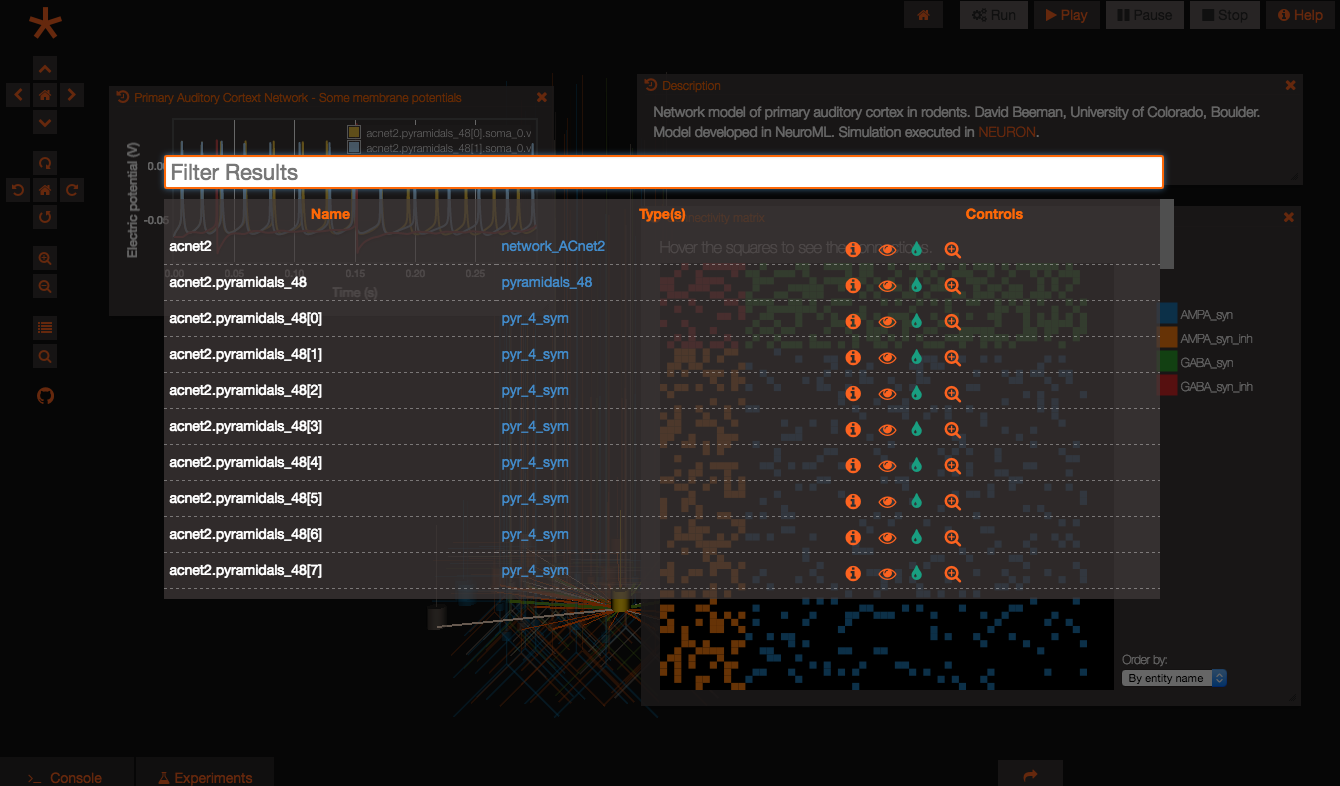 Run
Play
Pause
Stop
Help
Primary Auditory Cortext Network - Some membrane potentials
acnet2.pyramidals_48[0].soma_0.v
acnet2.pyramidals_48[1].soma_0.v
Electric potential (V)
-0.05
0.00 0.05 0.10 0.15 0.20 0.25
Time (s)
Description
Network model of primary auditory cortex in rodents. David Beeman, University of Colorado, Boulder.
Model developed in NeuroML. Simulation executed in NEURON.
Filter Results
Name Type(s) Controls
acnet2 network_ACnet2
acnet2.pyramidals_48 pyramidals_48
acnet2.pyramidals_48[0] pyr_4_sym
acnet2.pyramidals_48[1] pyr_4_sym
acnet2.pyramidals_48[2] pyr_4_sym
acnet2.pyramidals_48[3] pyr_4_sym
acnet2.pyramidals_48[4] pyr_4_sym
acnet2.pyramidals_48[5] pyr_4_sym
acnet2.pyramidals_48[6] pyr_4_sym
acnet2.pyramidals_48[7] pyr_4_sym
matrix
Hover the squares to see the connections.
AMPA_syn
AMPA_syn_inh
GABA_syn
GABA_syn_inh
Order by:
By entity name
Console
Experiments